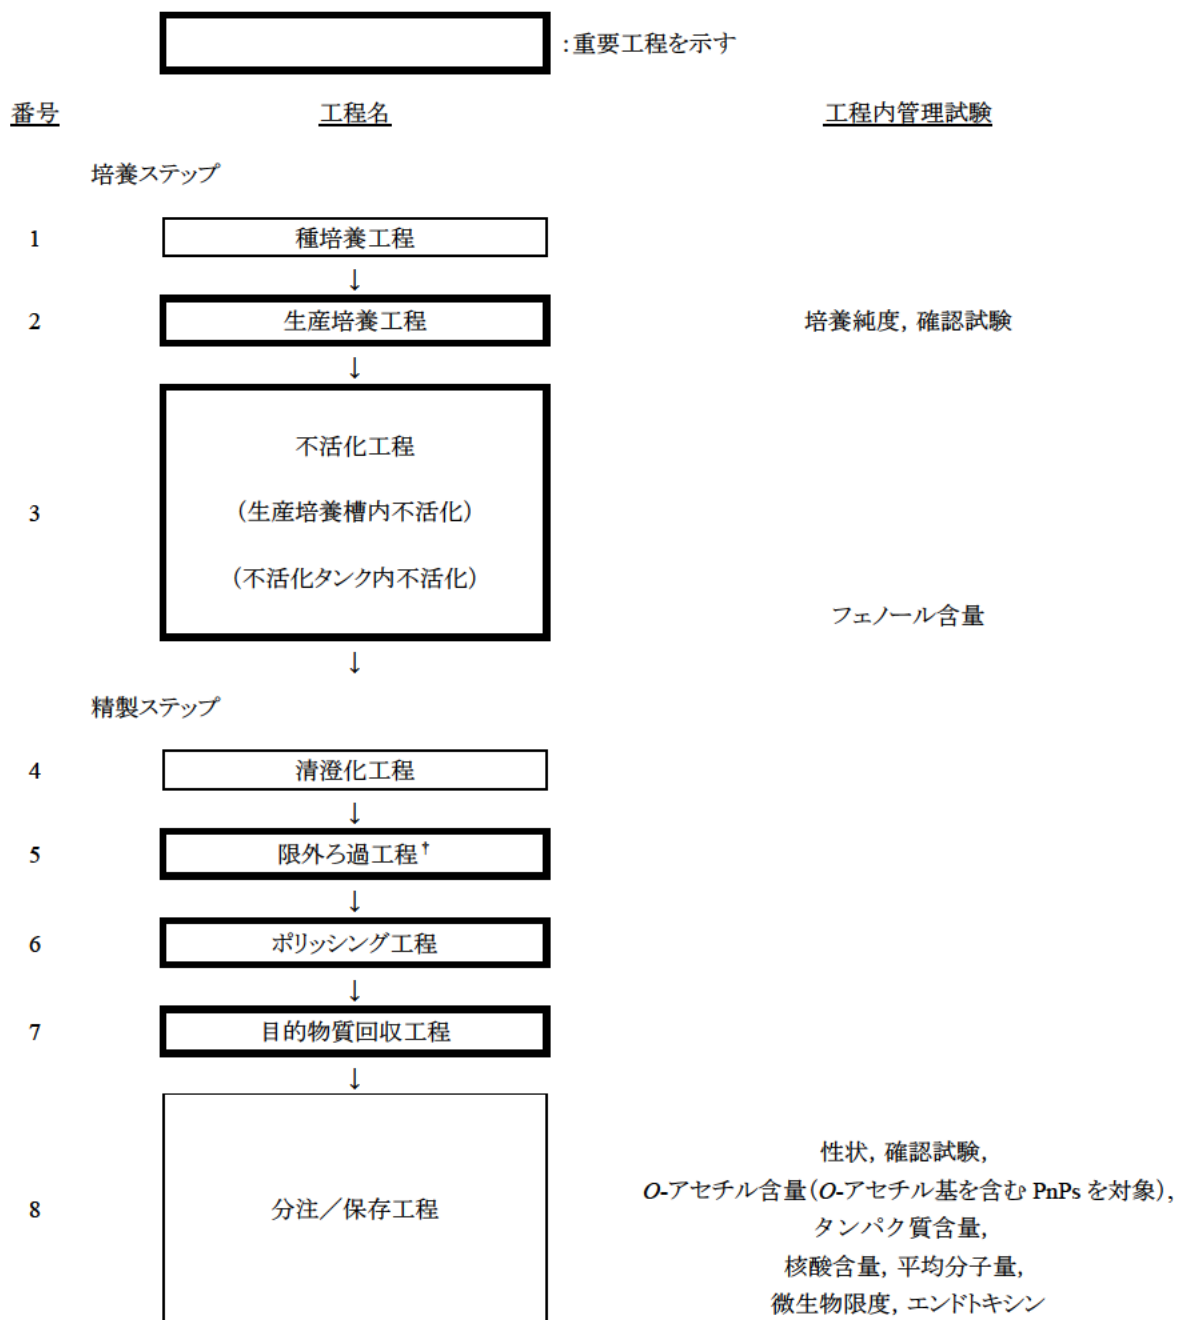 ：重要工程を示す
番号 工程名 工程内管理試験
培養ステップ
1 種培養工程
↓
2 生産培養工程 培養純度, 確認試験
↓
不活化工程
3 （生産培養槽内不活化）
（不活化タンク内不活化）
フェノール含量
↓
精製ステップ
4 清澄化工程
↓
5 限外ろ過工程†
↓
6 ポリッシング工程
↓
7 目的物質回収工程
↓
性状, 確認試験,
O-アセチル含量（O-アセチル基を含む PnPs を対象）,
8 分注／保存工程
タンパク質含量,
核酸含量, 平均分子量,
微生物限度, エンドトキシン